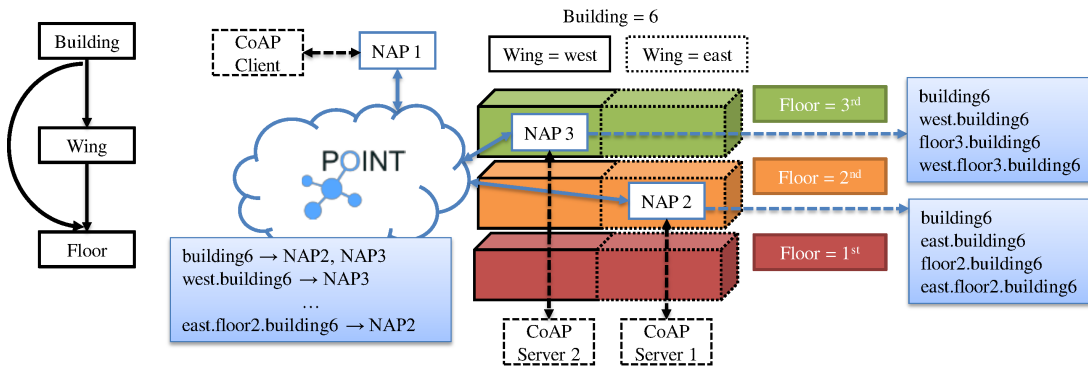 Building
Wing
Floor
CoAP
Client
NAP 1
POINT
building6 → NAP2, NAP3
west.building6 → NAP3
...
east.floor2.building6 → NAP2
Building = 6
Wing = west
Wing = east
NAP 3
NAP 2
Floor = 3rd
Floor = 2nd
Floor = 1st
CoAP
Server 2
CoAP
Server 1
building6
west.building6
floor3.building6
west.floor3.building6
building6
east.building6
floor2.building6
east.floor2.building6